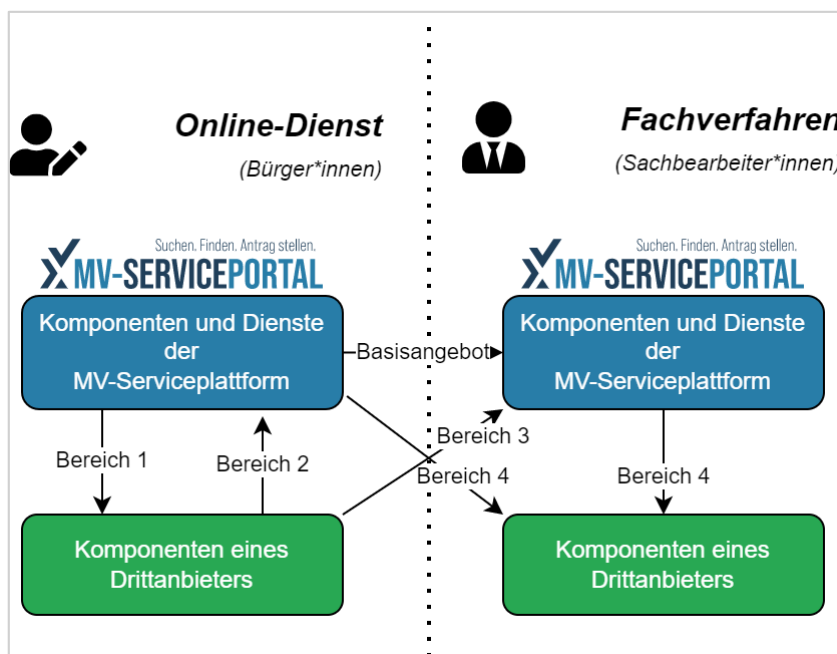 Online-Dienst
(Bürger*innen)
Fachverfahren
(Sachbearbeiter*innen)
Suchen. Finden. Antrag stellen.
MV-SERVICEPORTAL
Suchen. Finden. Antrag stellen.
MV-SERVICEPORTAL
Komponenten und Dienste
der
MV-Serviceplattform
Basisangebot
Komponenten und Dienste
der
MV-Serviceplattform
Bereich 1
Bereich 2
Bereich 3
Bereich 4
Bereich 4
Komponenten eines
Drittanbieters
Komponenten eines
Drittanbieters